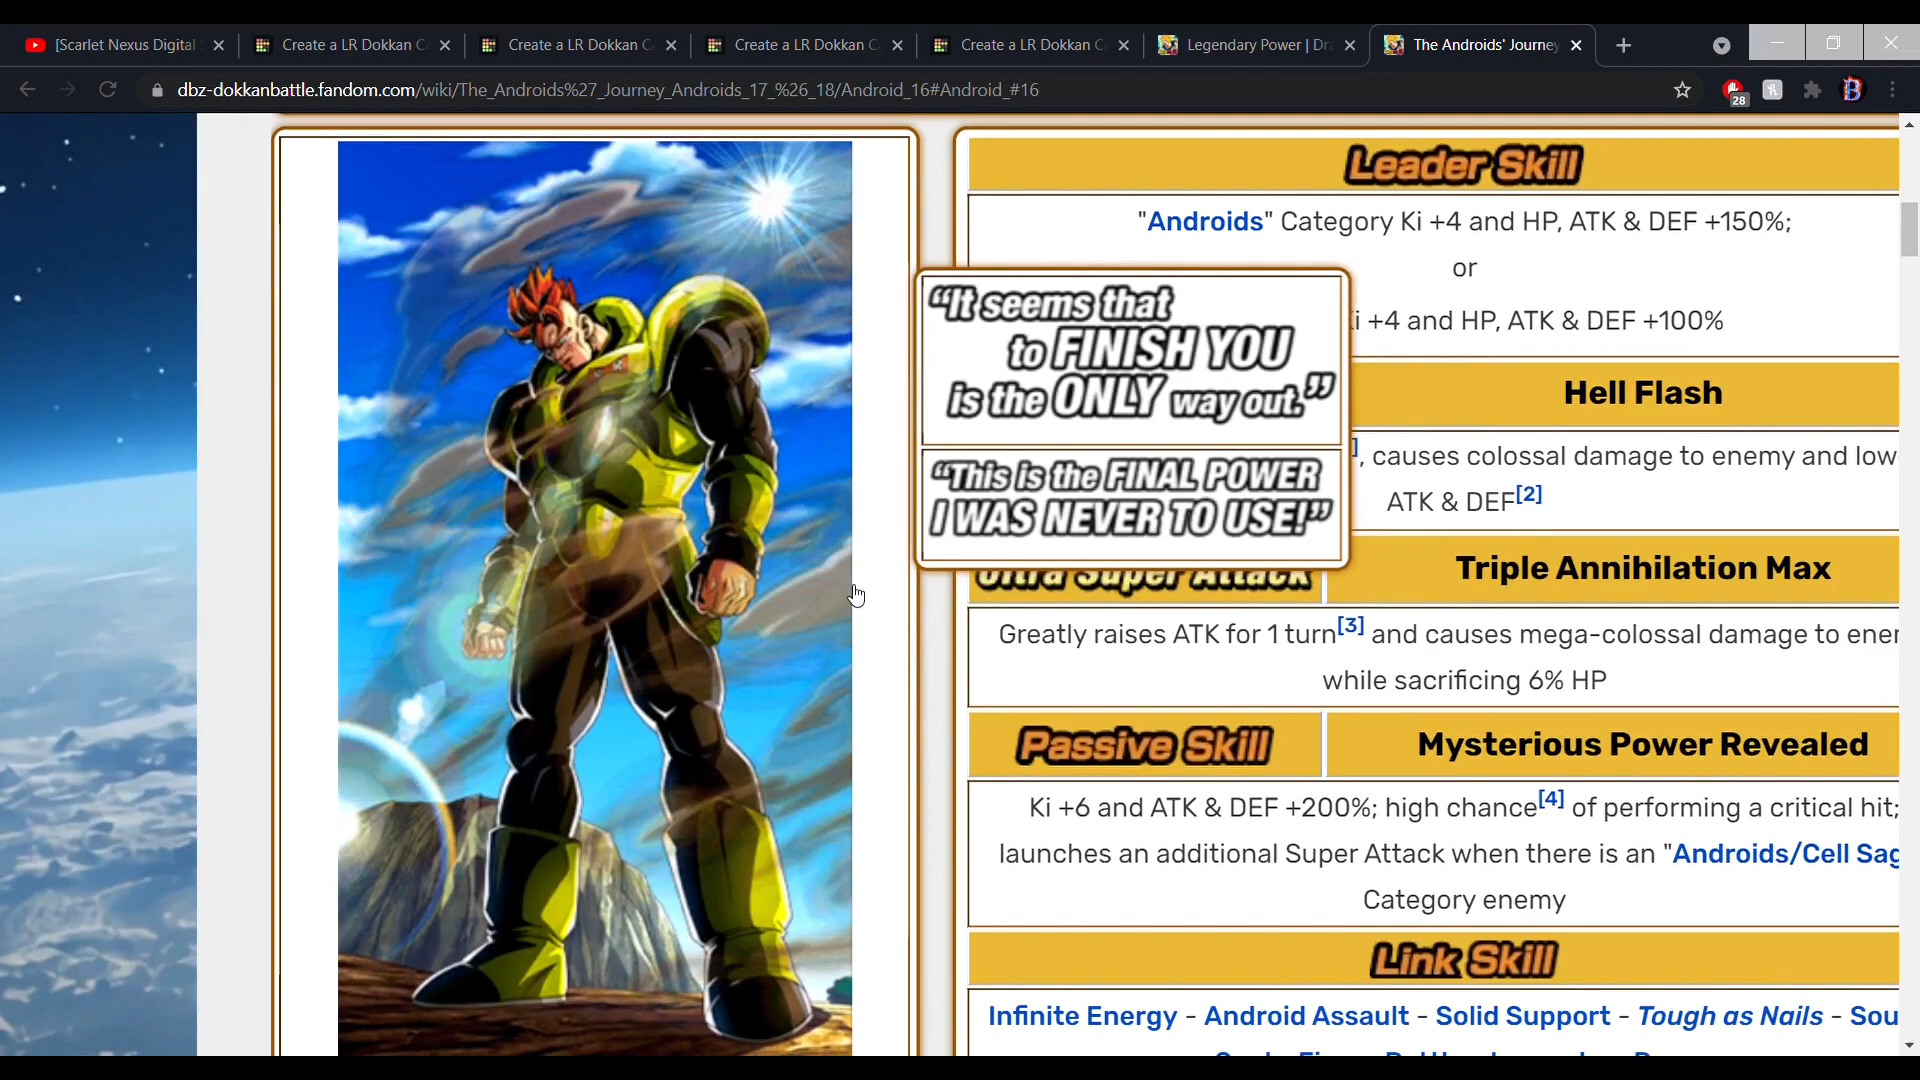 [Scarlet Nexus Digital
Create a LR Dokkan C
Create a LR Dokkan C
Create a LR Dokkan C
Create a LR Dokkan C
Legendary Power | Dr
The Androids' Journey
dbz-dokkanbattle.fandom.com/wiki/The_Androids%27_Journey_Androids_17_%26_18/Android_16#Android_#16
28
Leader Skill
"Androids" Category Ki +4 and HP, ATK & DEF +150%;
or
Ki +4 and HP, ATK & DEF +100%
"It seems that
to FINISH YOU
is the ONLY way out."
"This is the FINAL POWER
I WAS NEVER TO USE!"
Hell Flash
, causes colossal damage to enemy and low
ATK & DEF[2]
Ultra Super Attack
Triple Annihilation Max
Greatly raises ATK for 1 turn[3] and causes mega-colossal damage to ener
while sacrificing 6% HP
Passive Skill
Mysterious Power Revealed
Ki +6 and ATK & DEF +200%; high chance[4] of performing a critical hit;
launches an additional Super Attack when there is an "Androids/Cell Sag
Category enemy
Link Skill
Infinite Energy - Android Assault - Solid Support - Tough as Nails - Sou